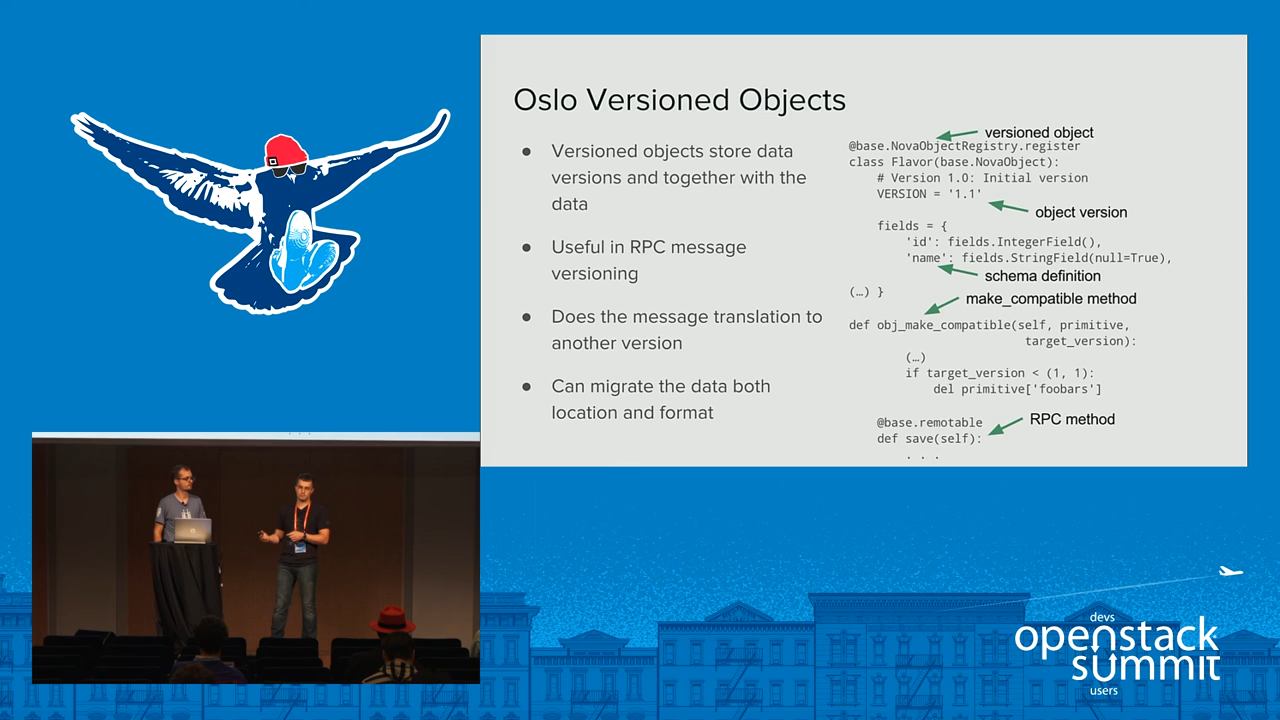 Oslo Versioned Objects
● Versioned objects store data
versions and together with the
data
● Useful in RPC message
versioning
● Does the message translation to
another version
● Can migrate the data both
location and format
versioned object
@base.NovaObjectRegistry.register
class Flavor(base.NovaObject):
# Version 1.0: Initial version
VERSION = '1.1'
object version
fields = {
'id': fields.IntegerField(),
'name': fields.StringField(null=True),
schema definition
(…) }
make_compatible method
def obj_make_compatible(self, primitive,
target_version):
(…)
if target_version < (1, 1):
del primitive['foobars']
@base.remotable
RPC method
def save(self):
. . .
devs
openstack
summit
users